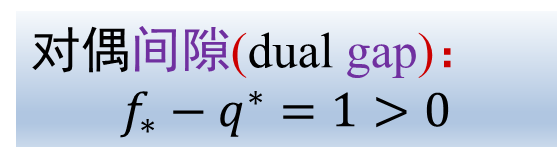 对偶间隙(dual gap)：
f_* − q^* = 1 > 0